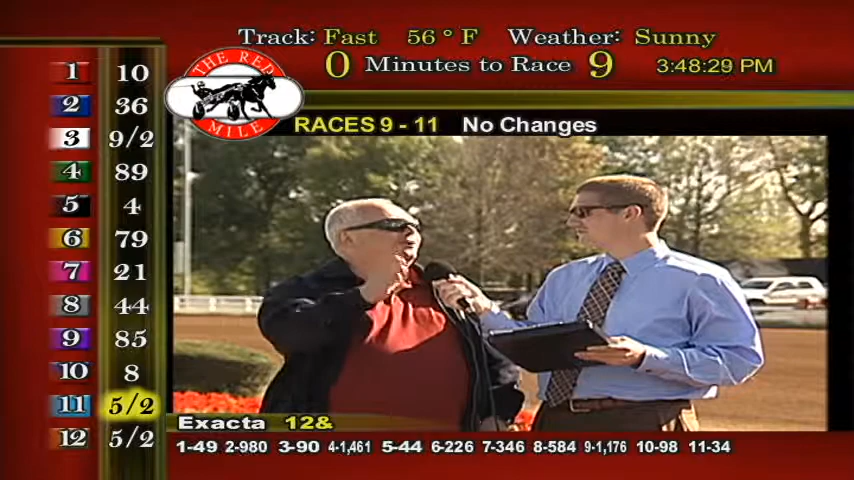 Track: Fast 56° F Weather: Sunny
0 Minutes to Race 9 3:48:29 PM
THE RED MILE
RACES 9 - 11 No Changes
1 10
2 36
3 9/2
4 89
5 4
6 79
7 21
8 44
9 85
10 8
11 5/2
12 5/2
Exacta 12&
1-49 2-980 3-90 4-1,461 5-44 6-226 7-346 8-584 9-1,176 10-98 11-34